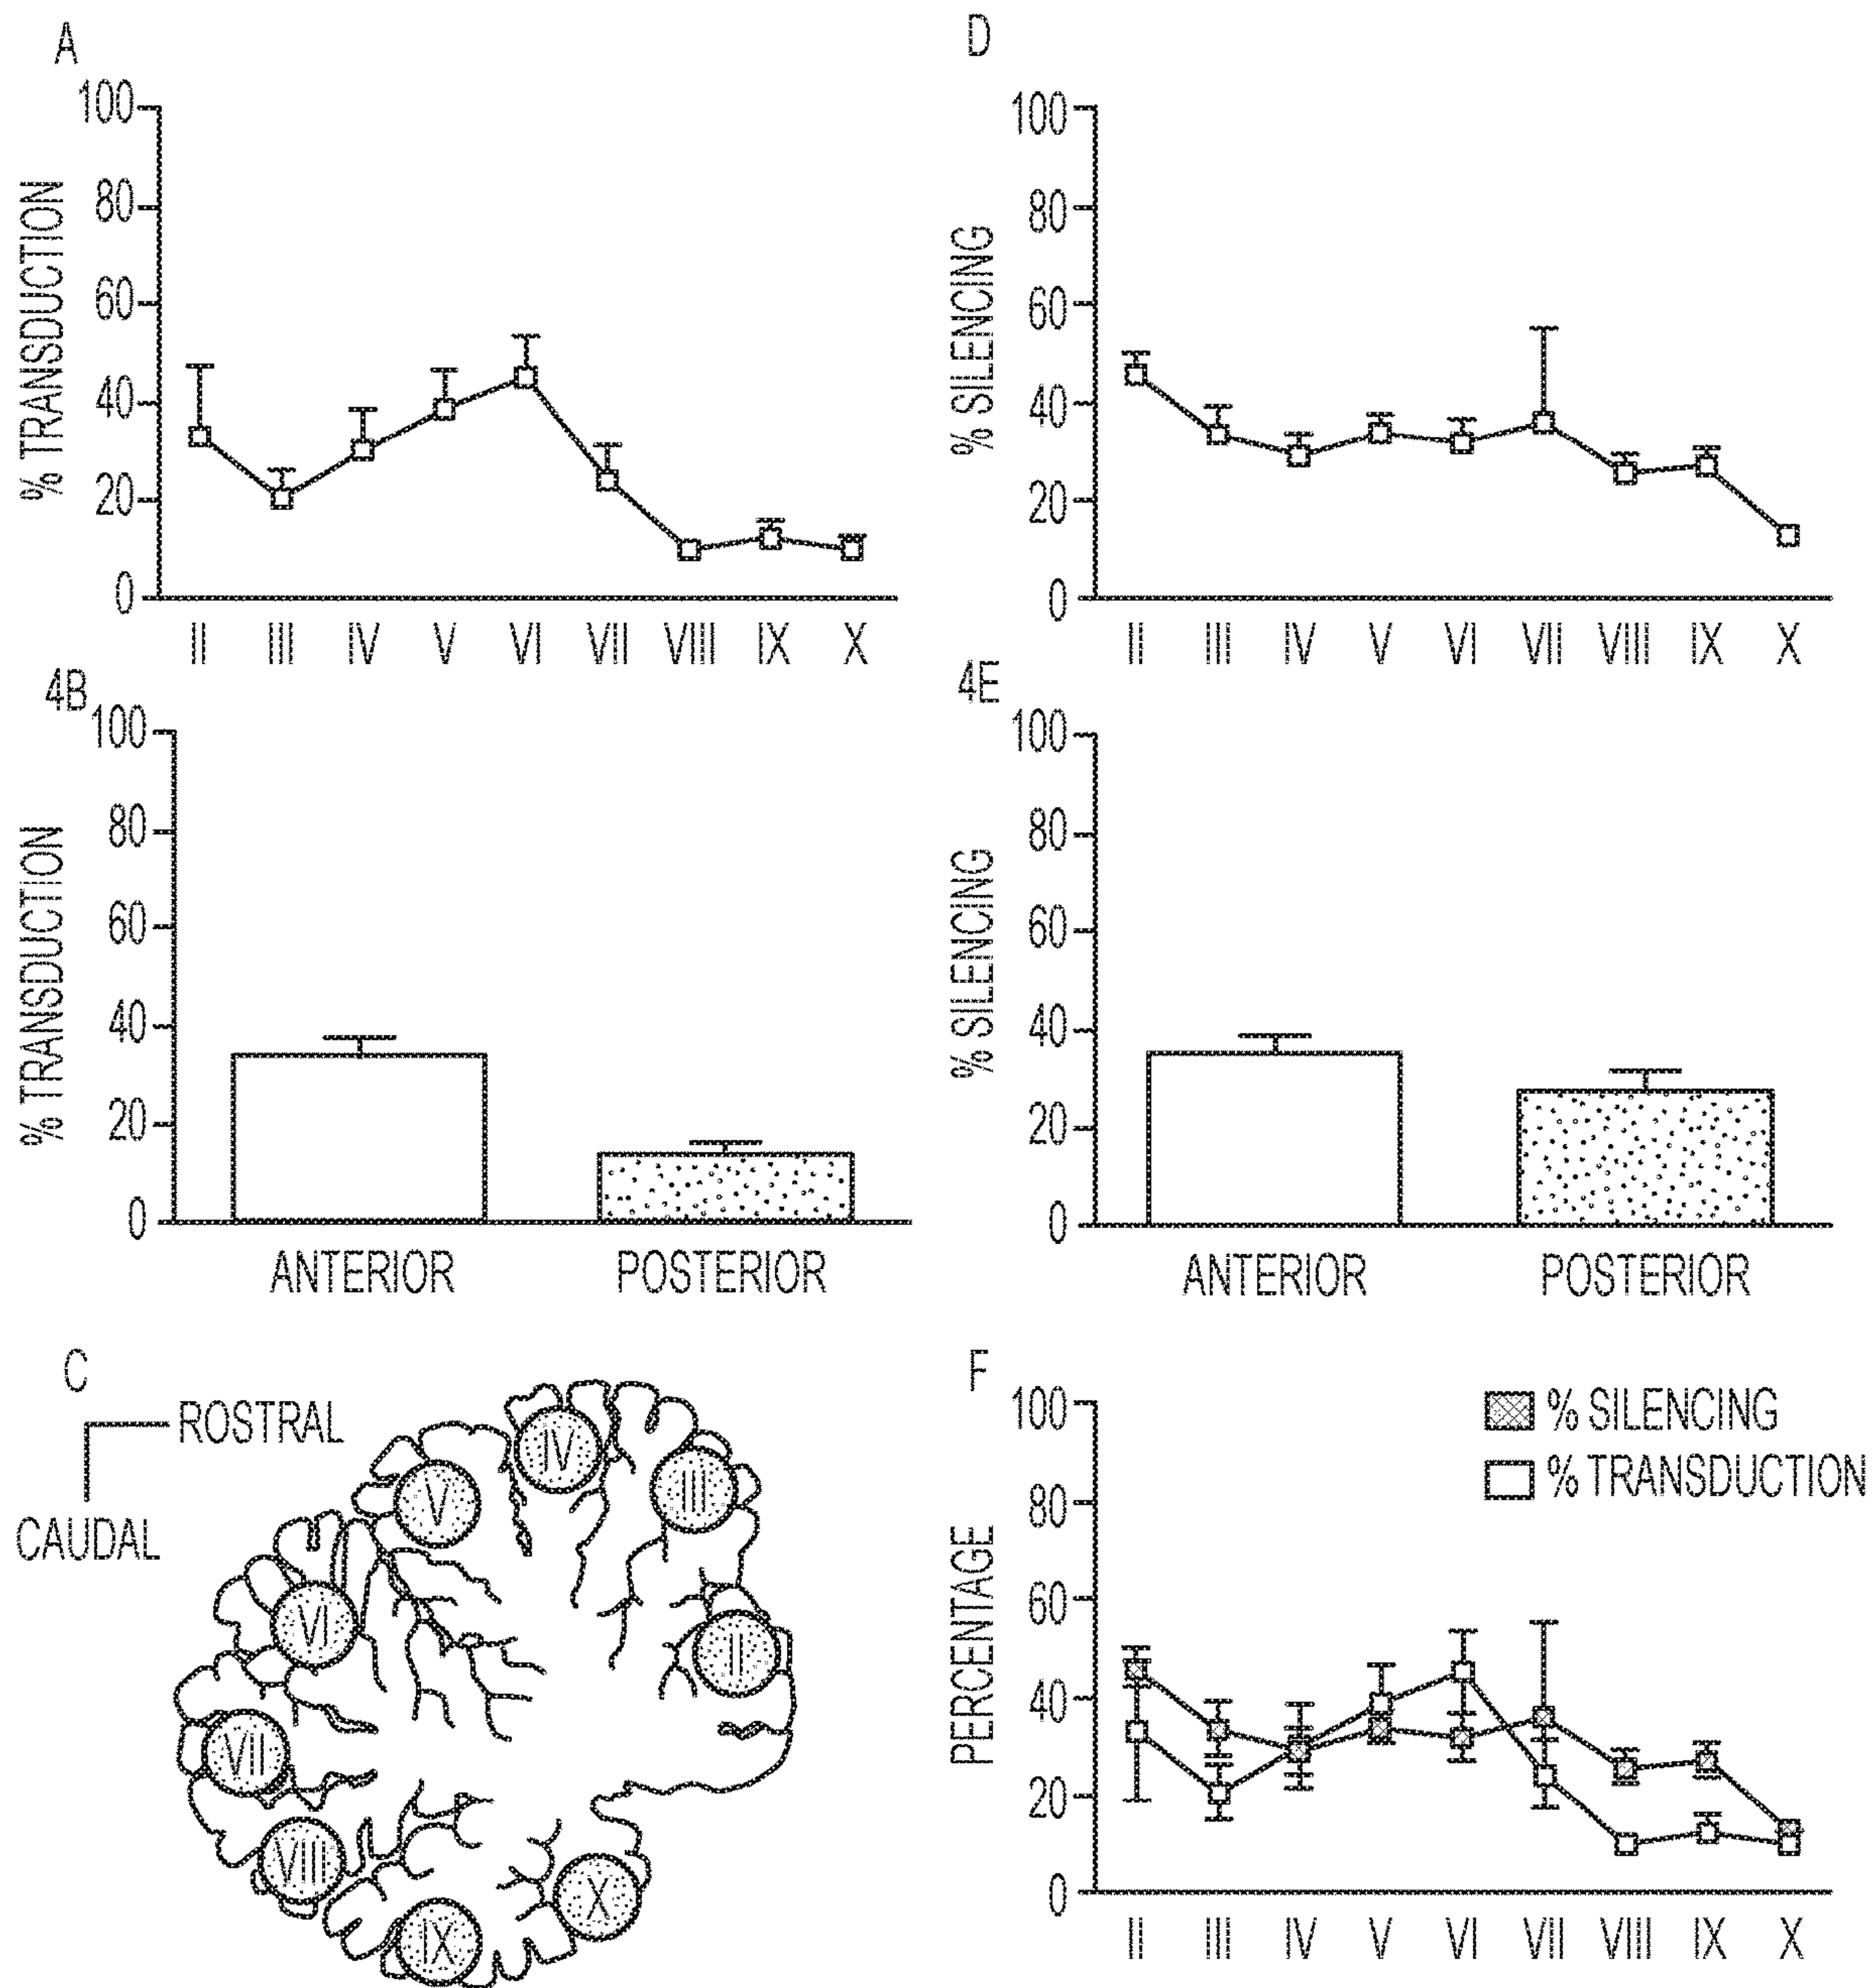 A
% TRANSDUCTION
100
80
60
40
20
0
II III IV V VI VII VIII IX X
4B
% TRANSDUCTION
100
80
60
40
20
0
ANTERIOR POSTERIOR
C
ROSTRAL
CAUDAL
IV
III
V
II
VI
VII
VIII
IX
X
D
% SILENCING
100
80
60
40
20
0
II III IV V VI VII VIII IX X
4E
% SILENCING
100
80
60
40
20
0
ANTERIOR POSTERIOR
F
% SILENCING
% TRANSDUCTION
PERCENTAGE
100
80
60
40
20
0
II III IV V VI VII VIII IX X